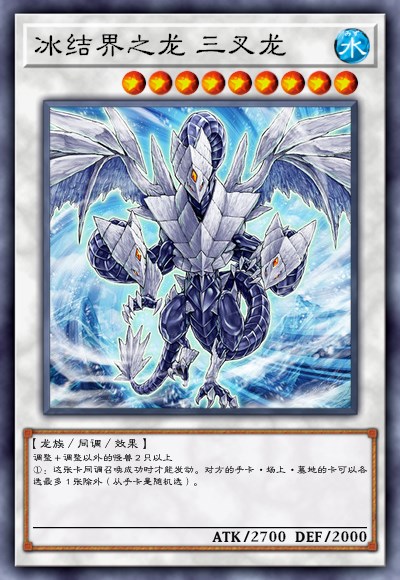 冰结界之龙 三叉龙
水
【龙族／同调／效果】
调整＋调整以外的怪兽２只以上
①：这张卡同调召唤成功时才能发动。对方的手卡·场上·墓地的卡可以各
选最多１张除外（从手卡是随机选）。
ATK/2700 DEF/2000